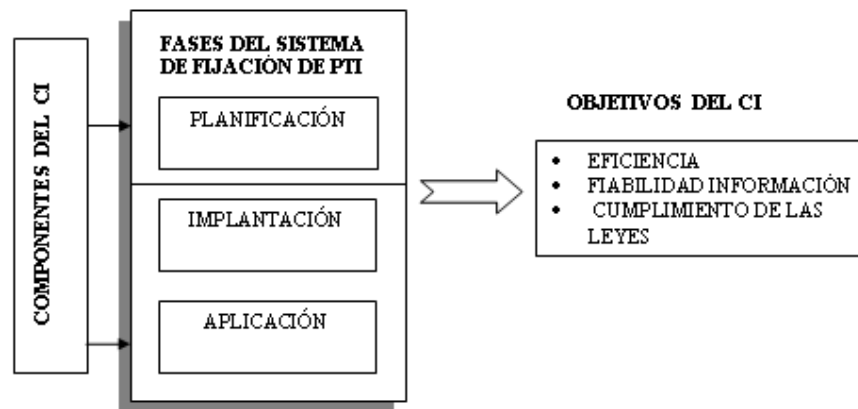 COMPONENTES DEL CI
FASES DEL SISTEMA
DE FIJACIÓN DE PTI
PLANIFICACIÓN
IMPLANTACIÓN
APLICACIÓN
OBJETIVOS DEL CI
• EFICIENCIA
• FIABILIDAD INFORMACIÓN
• CUMPLIMIENTO DE LAS
LEYES